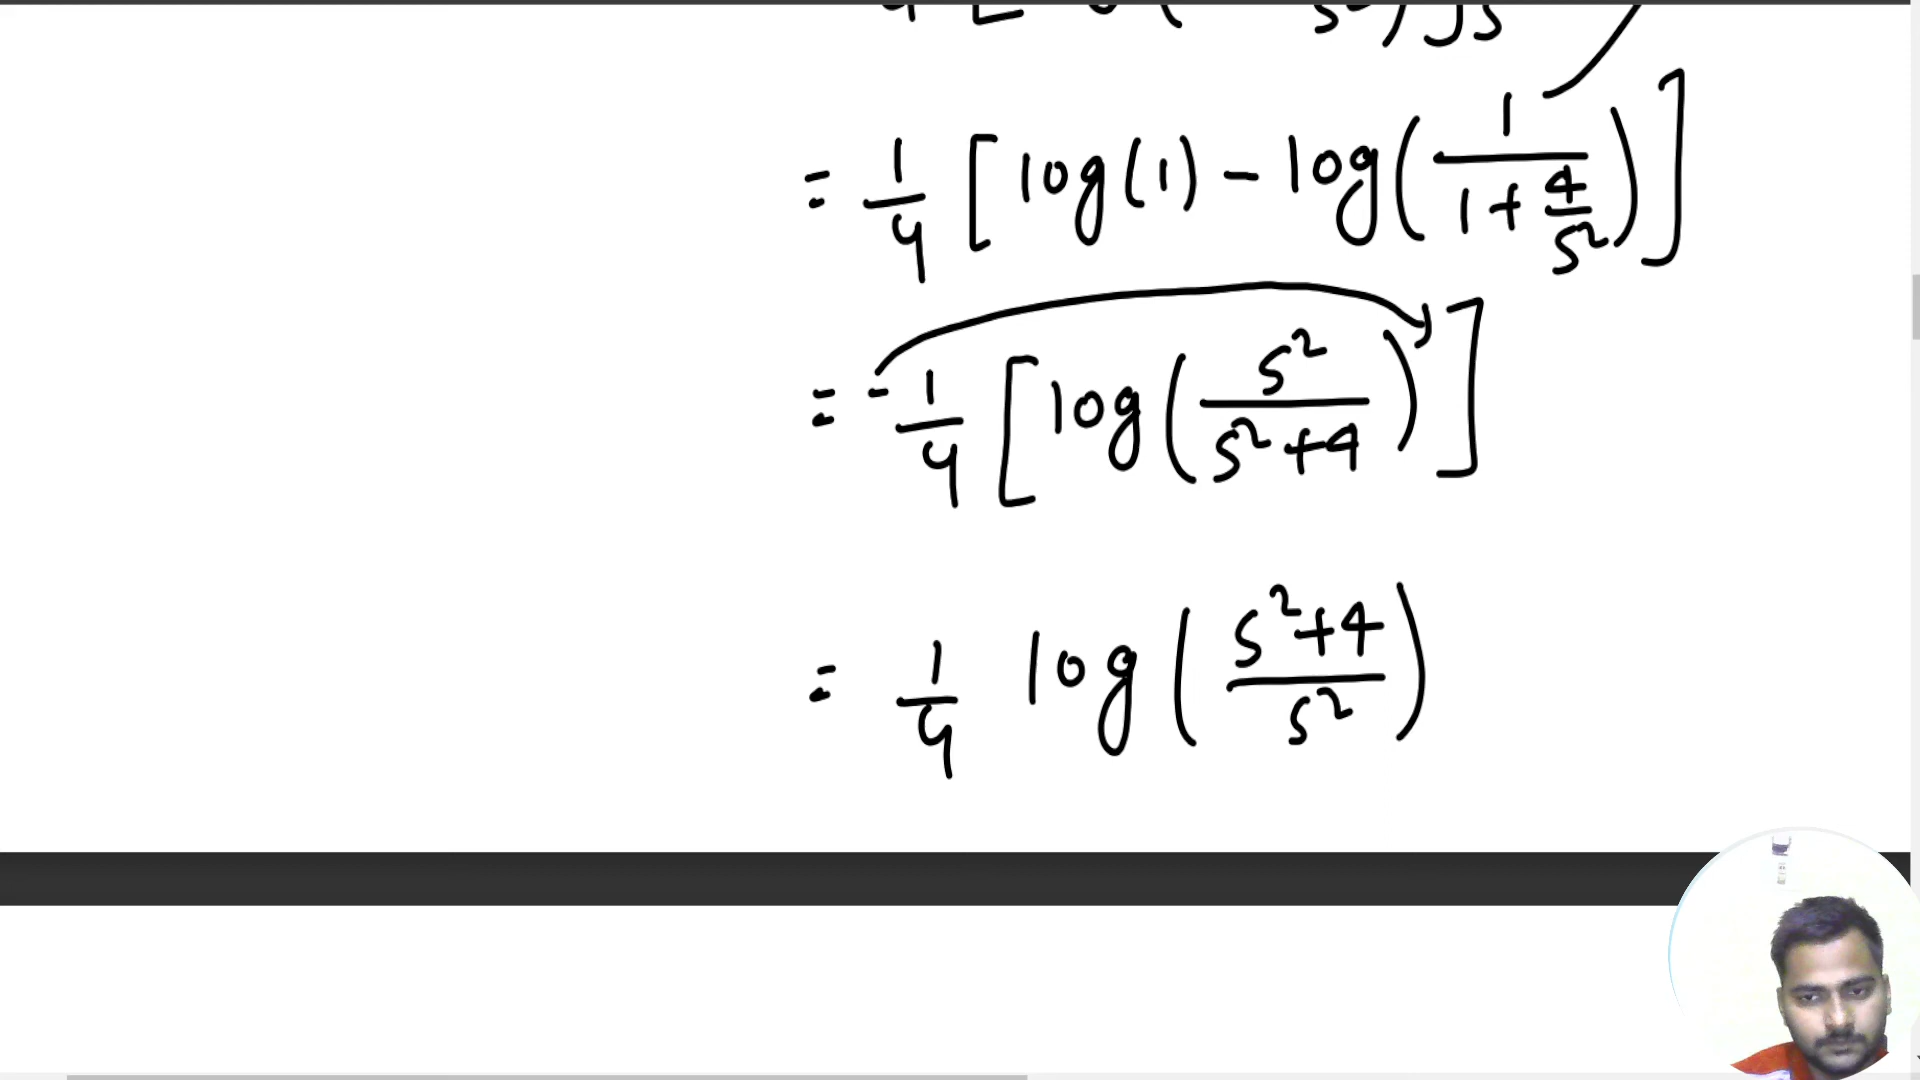 = 1/4 [ log(1) - log( 1 / (1 + 4/s²) ) ]
= -1/4 [ log( s² / (s²+4) ) ]
= 1/4 log( (s²+4) / s² )